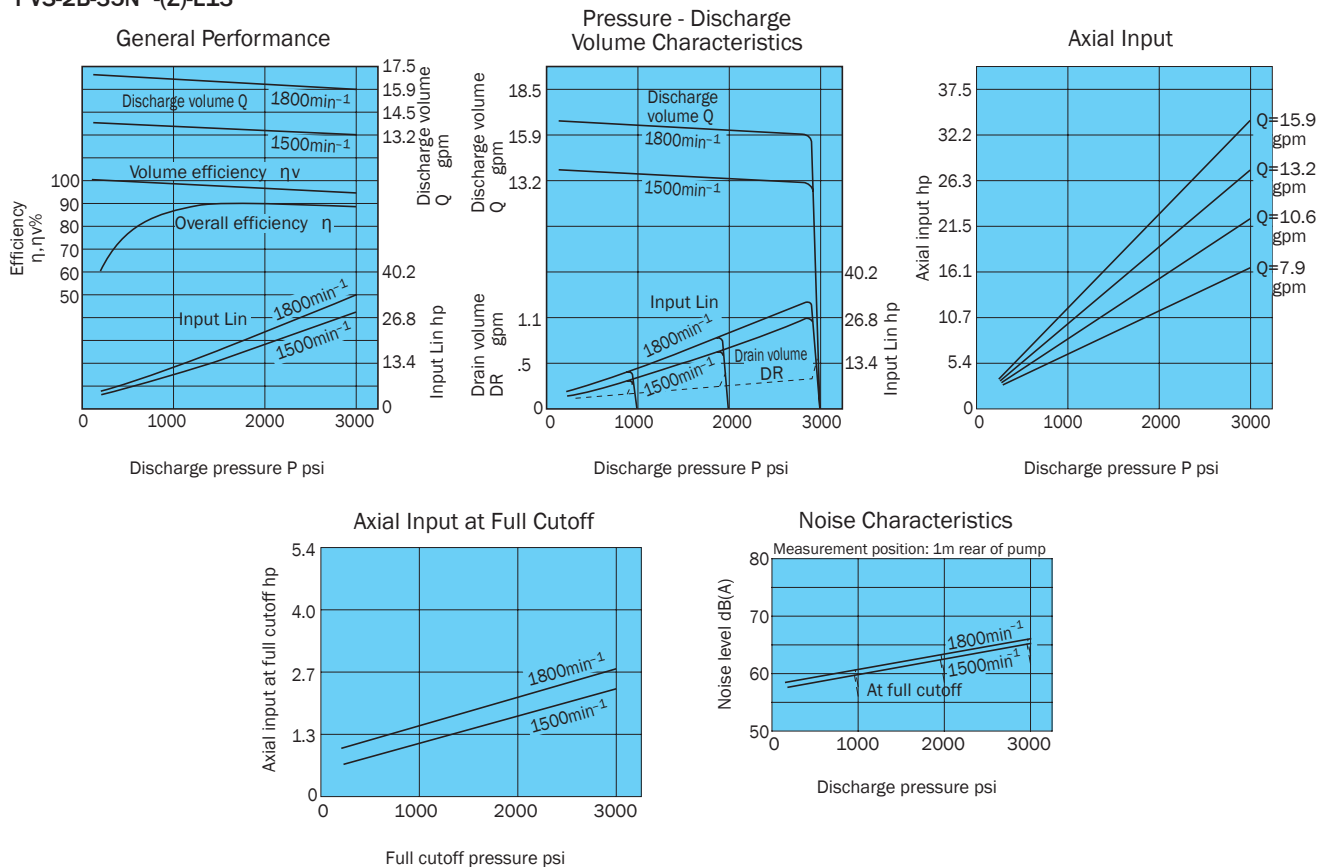 General Performance
17.5
15.9
14.5
13.2
Discharge volume
Q gpm
Discharge volume Q
1800min⁻¹
1500min⁻¹
Volume efficiency ηv
Overall efficiency η
100
90
80
70
60
50
Efficiency
η, ηv%
Input Lin
1800min⁻¹
1500min⁻¹
40.2
26.8
13.4
0
Input Lin hp
0 1000 2000 3000
Discharge pressure P psi
Pressure - Discharge
Volume Characteristics
18.5
15.9
13.2
Discharge volume
Q gpm
Discharge
volume Q
1800min⁻¹
1500min⁻¹
1.1
.5
0
Drain volume
DR gpm
Input Lin
1800min⁻¹
1500min⁻¹
Drain volume
DR
40.2
26.8
13.4
Input Lin hp
0 1000 2000 3000
Discharge pressure P psi
Axial Input
37.5
32.2
26.3
21.5
16.1
10.7
5.4
0
Axial input hp
Q=15.9
gpm
Q=13.2
gpm
Q=10.6
gpm
Q=7.9
gpm
0 1000 2000 3000
Discharge pressure P psi
Axial Input at Full Cutoff
5.4
4.0
2.7
1.3
0
Axial input at full cutoff hp
1800min⁻¹
1500min⁻¹
0 1000 2000 3000
Full cutoff pressure psi
Noise Characteristics
Measurement position: 1m rear of pump
80
70
60
50
Noise level dB(A)
1800min⁻¹
1500min⁻¹
At full cutoff
0 1000 2000 3000
Discharge pressure psi